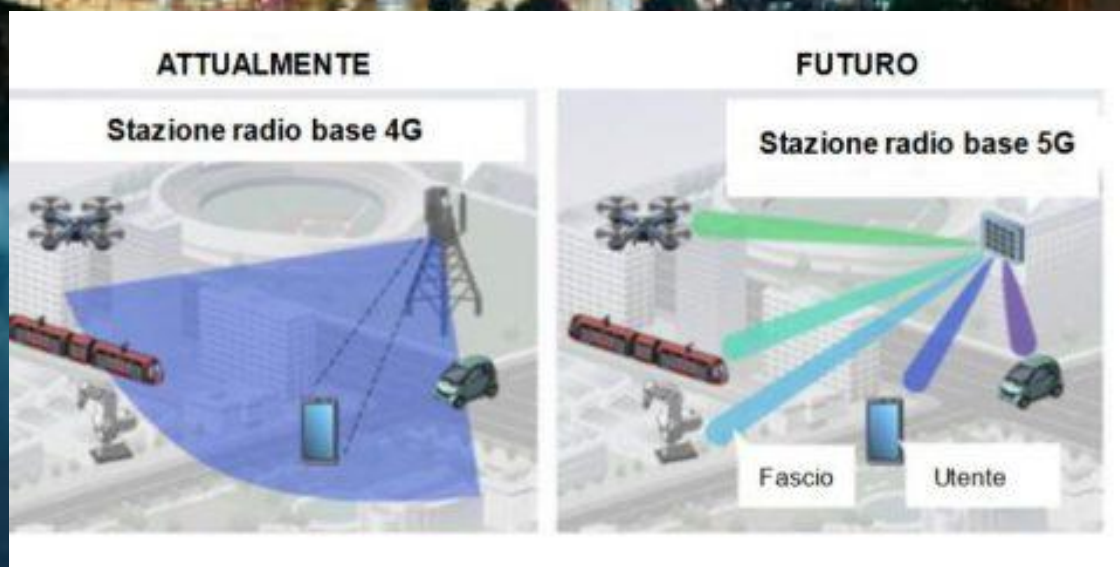 ATTUALMENTE
FUTURO
Stazione radio base 4G
Stazione radio base 5G
Fascio
Utente